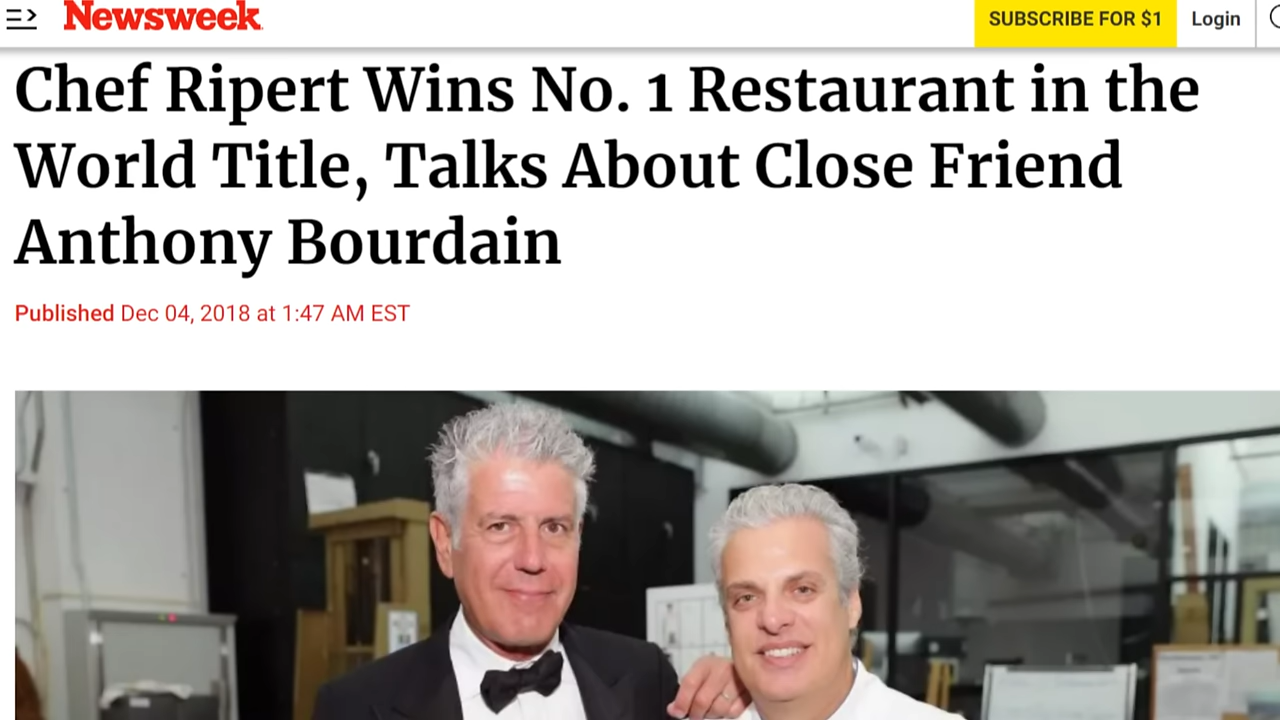 Newsweek
SUBSCRIBE FOR $1
Login
Chef Ripert Wins No. 1 Restaurant in the
World Title, Talks About Close Friend
Anthony Bourdain
Published Dec 04, 2018 at 1:47 AM EST